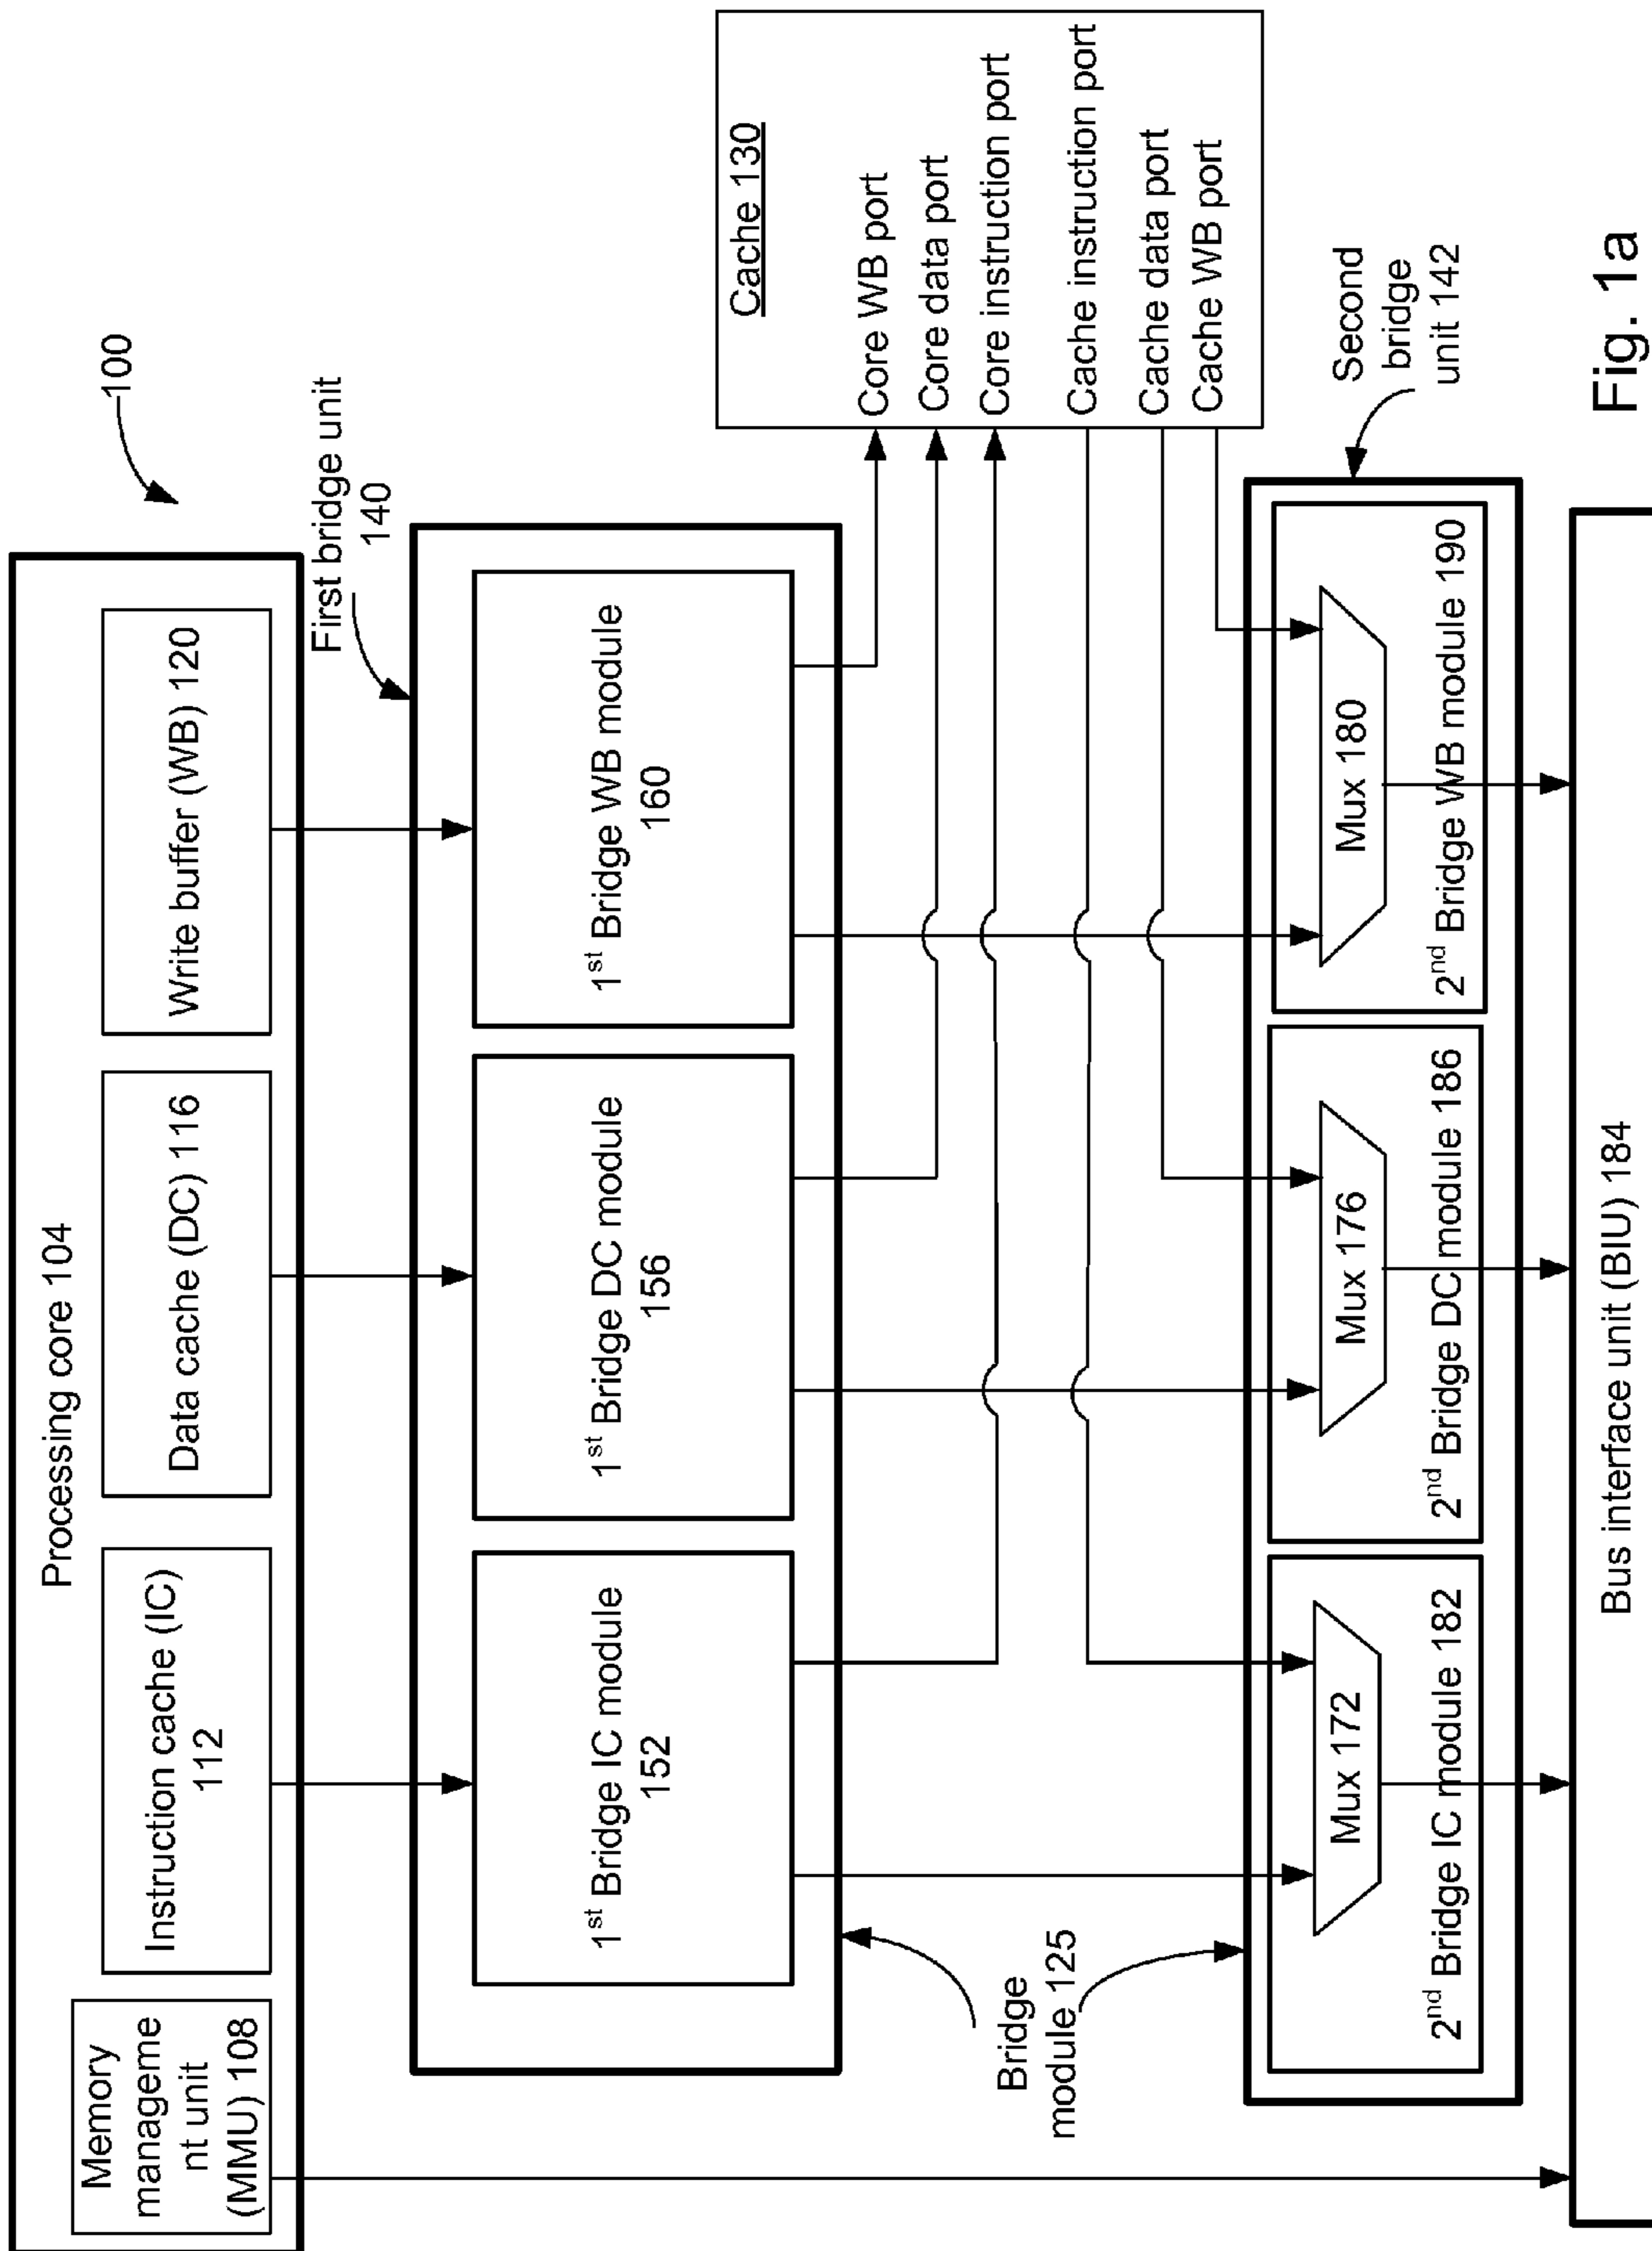 100
Processing core 104
Memory
manageme
nt unit
(MMU) 108
Instruction cache (IC)
112
Data cache (DC) 116
Write buffer (WB) 120
First bridge unit
140
1st Bridge IC module
152
1st Bridge DC module
156
1st Bridge WB module
160
Cache 130
Core WB port
Core data port
Core instruction port
Cache instruction port
Cache data port
Cache WB port
Bridge
module 125
Second
bridge
unit 142
Mux 172
2nd Bridge IC module 182
Mux 176
2nd Bridge DC module 186
Mux 180
2nd Bridge WB module 190
Bus interface unit (BIU) 184
Fig. 1a